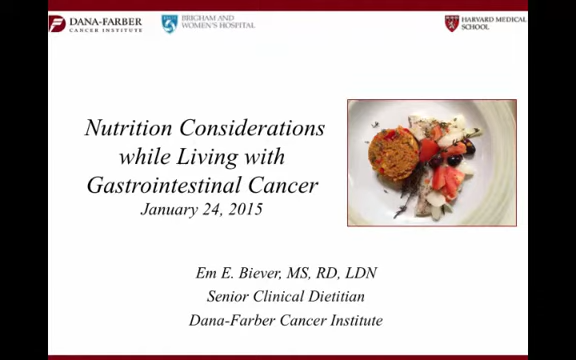 DANA-FARBER
CANCER INSTITUTE
BRIGHAM AND
WOMEN'S HOSPITAL
HARVARD MEDICAL
SCHOOL
Nutrition Considerations
while Living with
Gastrointestinal Cancer
January 24, 2015
Em E. Biever, MS, RD, LDN
Senior Clinical Dietitian
Dana-Farber Cancer Institute